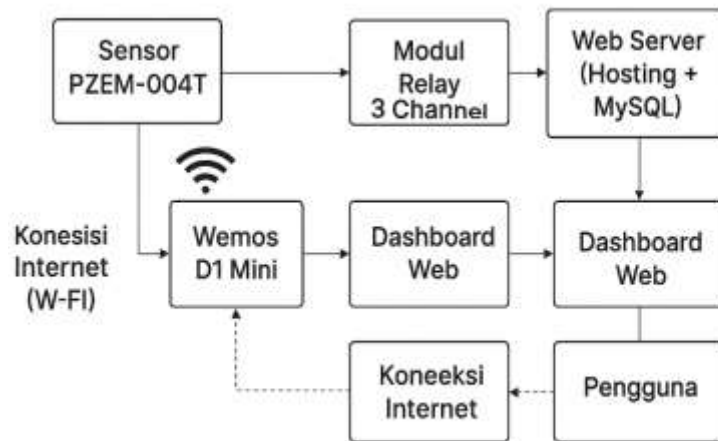 Sensor
PZEM-004T
Modul
Relay
3 Channel
Web Server
(Hosting +
MySQL)
Konesisi
Internet
(W-FI)
Wemos
D1 Mini
Dashboard
Web
Dashboard
Web
Koneeksi
Internet
Pengguna